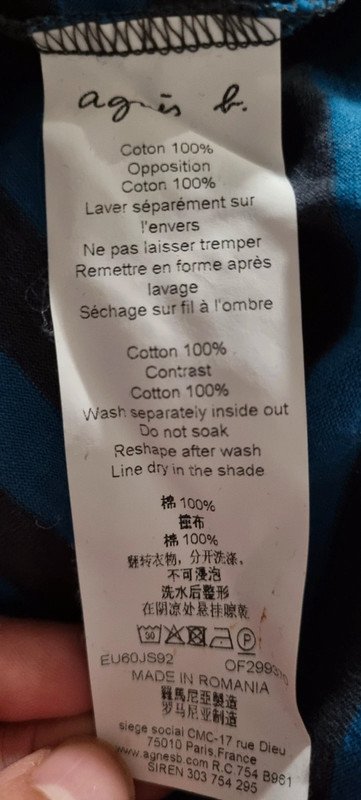 agnès b.
Coton 100%
Opposition
Coton 100%
Laver séparément sur
l'envers
Ne pas laisser tremper
Remettre en forme après
lavage
Séchage sur fil à l'ombre
Cotton 100%
Contrast
Cotton 100%
Wash separately inside out
Do not soak
Reshape after wash
Line dry in the shade
棉 100%
撞布
棉 100%
翻转衣物，分开洗涤。
不可浸泡
洗水后整形
在阴凉处悬挂晾乾
30 P
EU60JS92 OF299
MADE IN ROMANIA
羅馬尼亞製造
罗马尼亚制造
siege social CMC-17 rue Dieu
75010 Paris,France
www.agnesb.com R.C 754 B961
SIREN 303 754 295